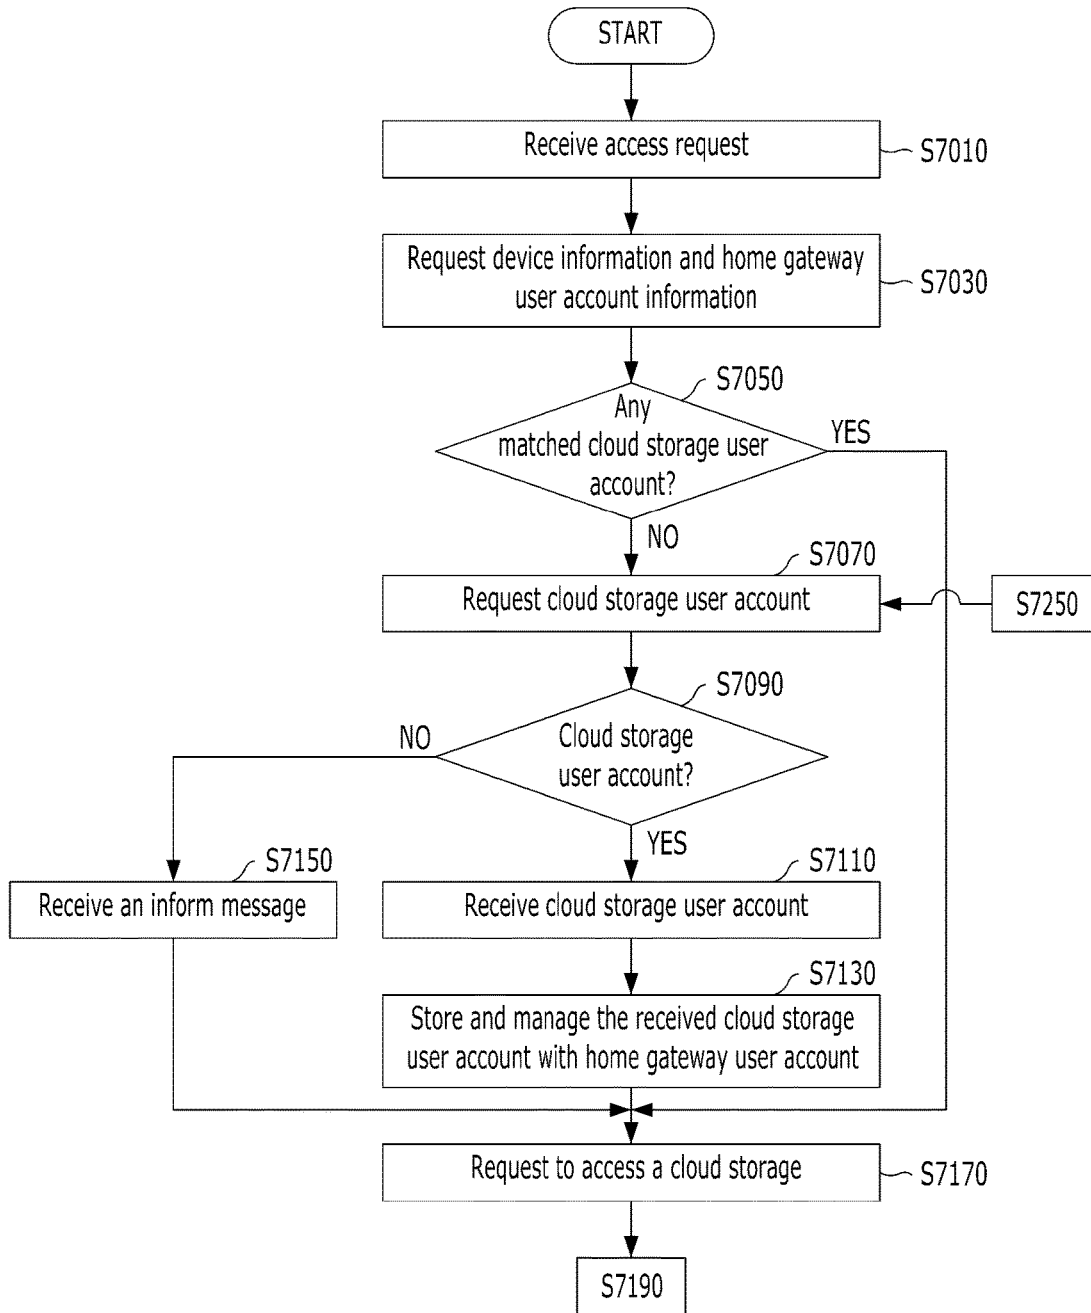 START
Receive access request
S7010
Request device information and home gateway
user account information
S7030
S7050
Any
matched cloud storage user
account?
YES
NO
S7070
Request cloud storage user account
S7250
S7090
NO
Cloud storage
user account?
YES
S7150
S7110
Receive an inform message
Receive cloud storage user account
S7130
Store and manage the received cloud storage
user account with home gateway user account
Request to access a cloud storage
S7170
S7190